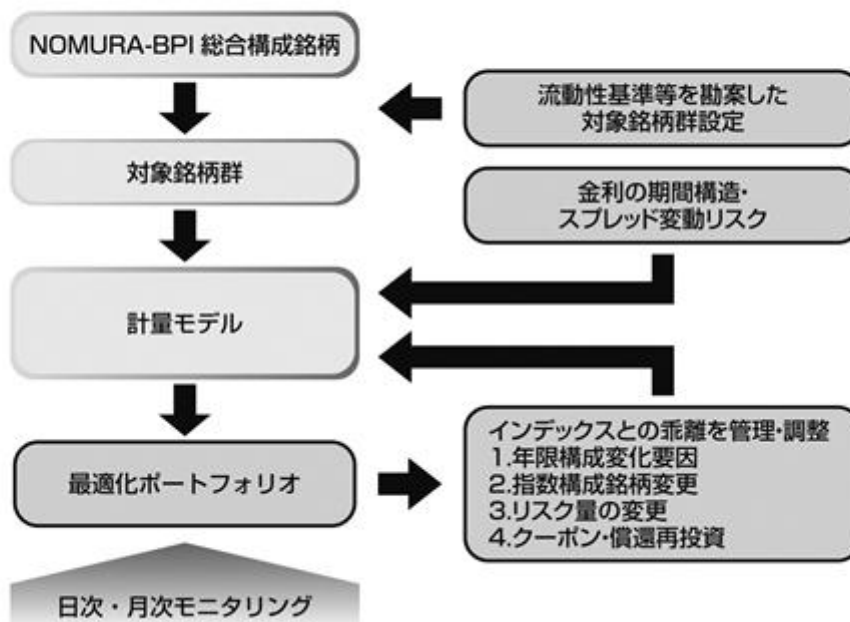 NOMURA-BPI 総合構成銘柄
流動性基準等を勘案した
対象銘柄群設定
対象銘柄群
金利の期間構造・
スプレッド変動リスク
計量モデル
最適化ポートフォリオ
インデックスとの乖離を管理・調整
1.年限構成変化要因
2.指数構成銘柄変更
3.リスク量の変更
4.クーポン・償還再投資
日次・月次モニタリング